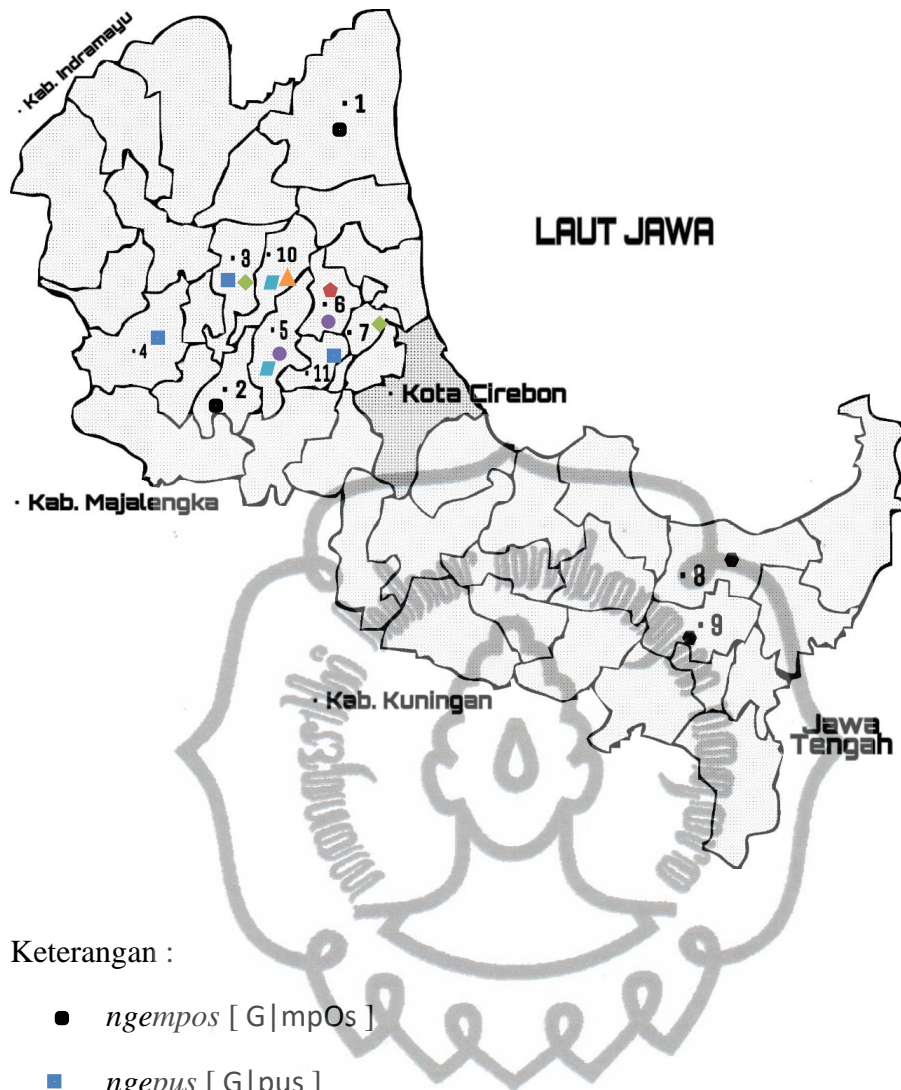 · Kab. Indramayu
· 1
LAUT JAWA
· 3
· 10
· 6
· 5
· 7
· 4
· 11
· 2
· Kota Cirebon
· Kab. Majalengka
· 8
· 9
· Kab. Kuningan
Jawa
Tengah
Keterangan :
ngempos [ G|mpOs ]
ngepus [ G|pus ]